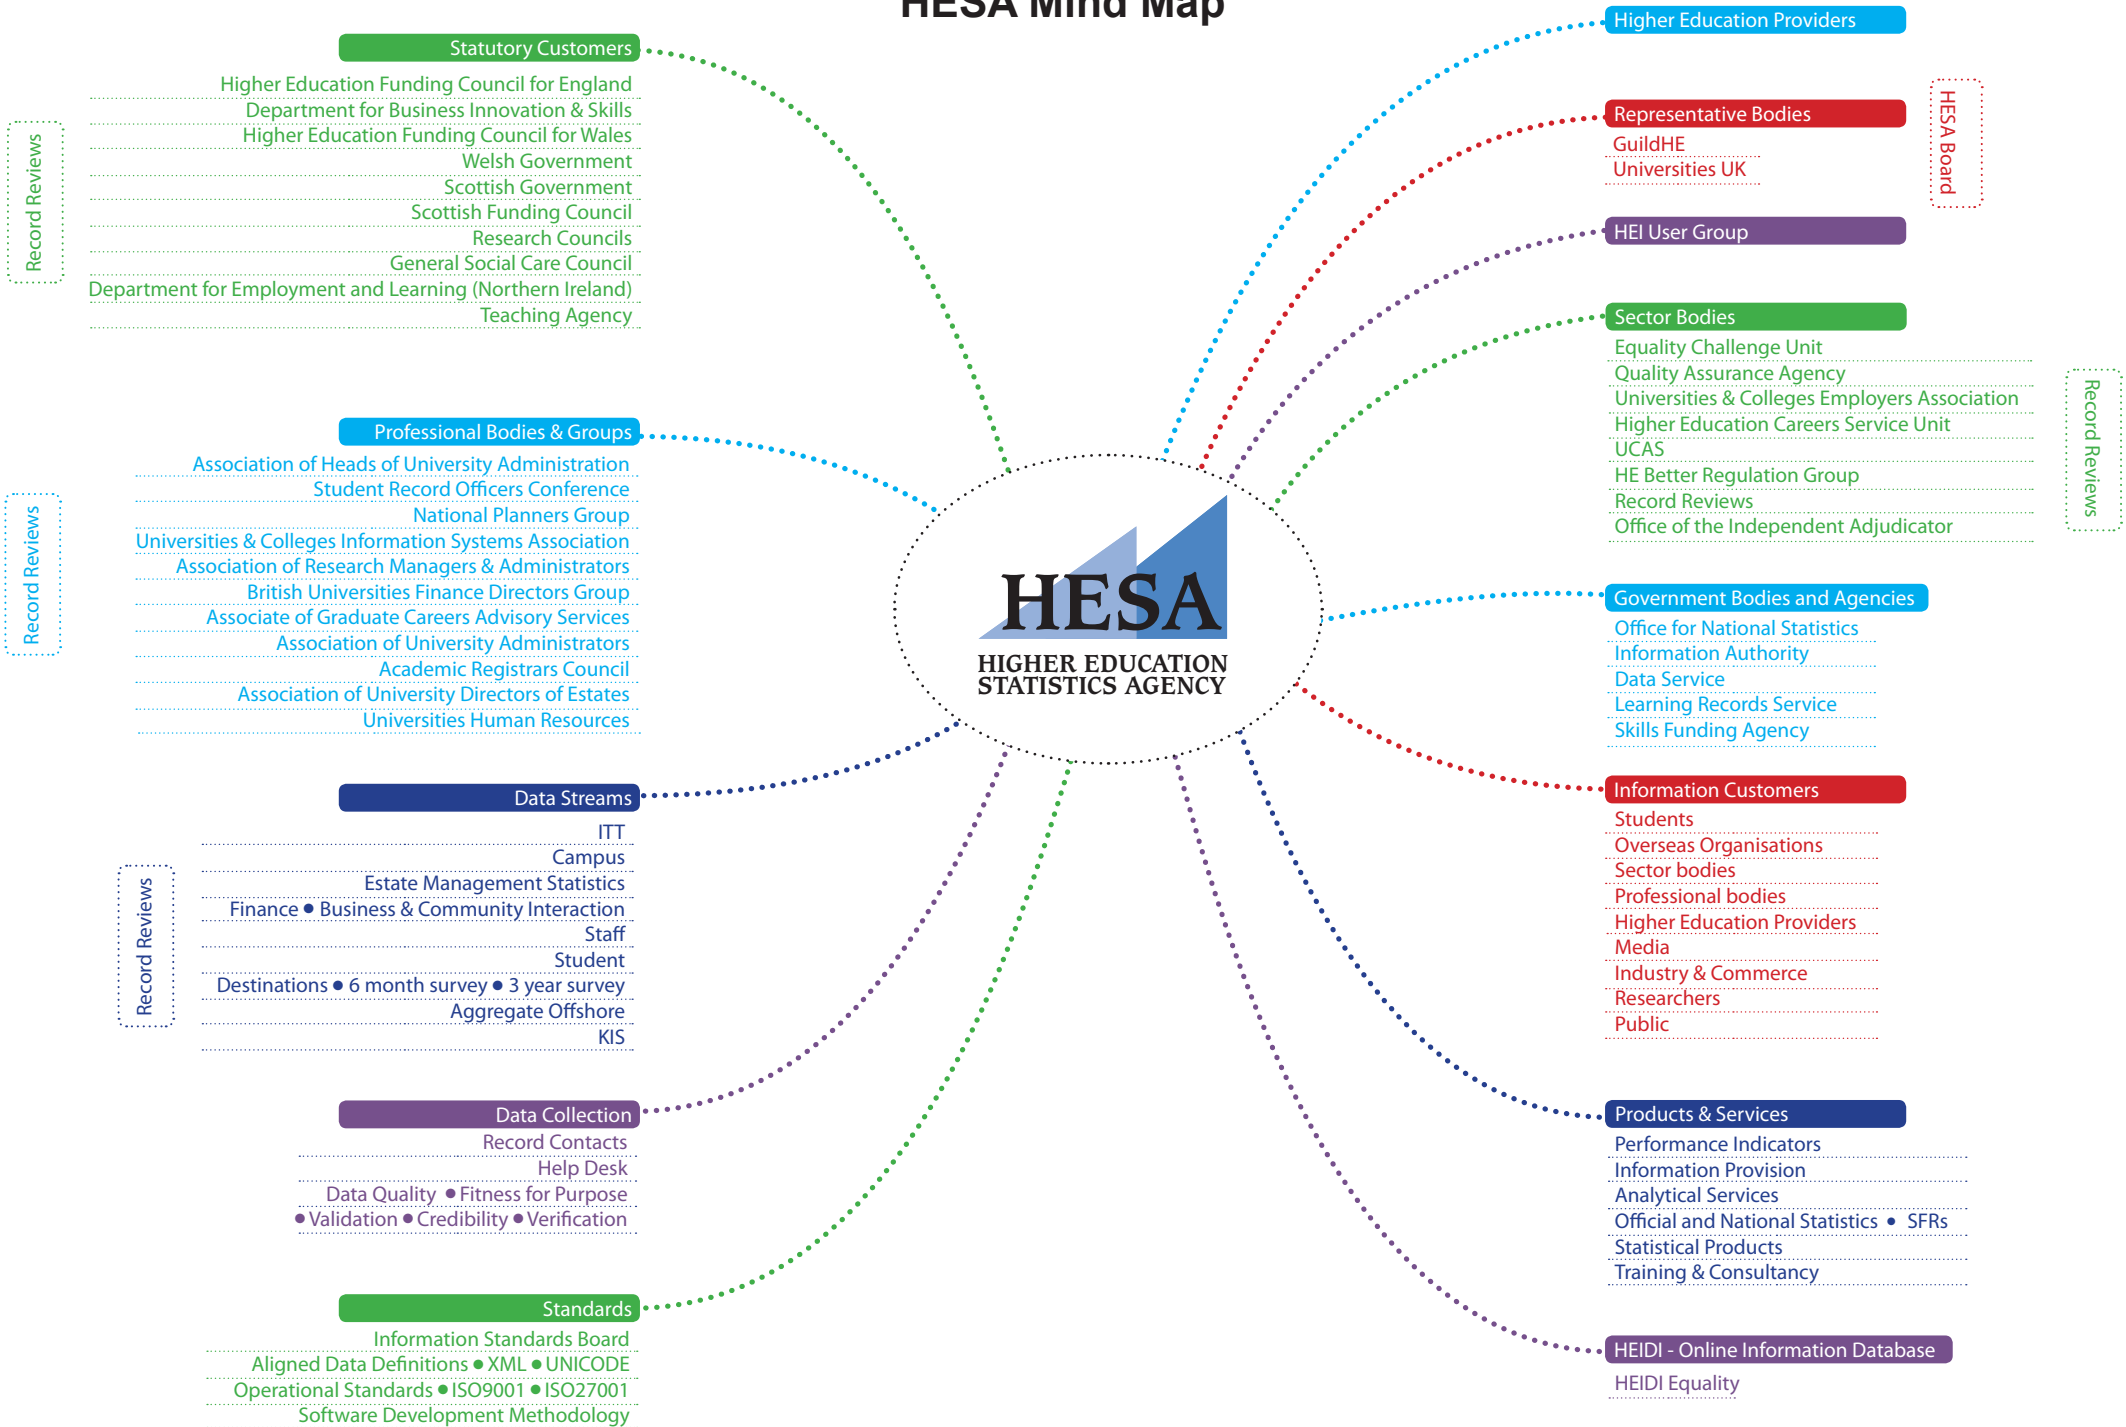 HESA Mind Map
Statutory Customers
Higher Education Funding Council for England
Department for Business Innovation & Skills
Higher Education Funding Council for Wales
Welsh Government
Scottish Government
Scottish Funding Council
Research Councils
General Social Care Council
Department for Employment and Learning (Northern Ireland)
Teaching Agency
Record Reviews
Professional Bodies & Groups
Association of Heads of University Administration
Student Record Officers Conference
National Planners Group
Universities & Colleges Information Systems Association
Association of Research Managers & Administrators
British Universities Finance Directors Group
Associate of Graduate Careers Advisory Services
Association of University Administrators
Academic Registrars Council
Association of University Directors of Estates
Universities Human Resources
Record Reviews
Data Streams
ITT
Campus
Estate Management Statistics
Finance • Business & Community Interaction
Staff
Student
Destinations • 6 month survey • 3 year survey
Aggregate Offshore
KIS
Record Reviews
Data Collection
Record Contacts
Help Desk
Data Quality • Fitness for Purpose
• Validation • Credibility • Verification
Standards
Information Standards Board
Aligned Data Definitions • XML • UNICODE
Operational Standards • ISO9001 • ISO27001
Software Development Methodology
HESA
HIGHER EDUCATION
STATISTICS AGENCY
Higher Education Providers
Representative Bodies
GuildHE
Universities UK
HESA Board
HEI User Group
Sector Bodies
Equality Challenge Unit
Quality Assurance Agency
Universities & Colleges Employers Association
Higher Education Careers Service Unit
UCAS
HE Better Regulation Group
Record Reviews
Office of the Independent Adjudicator
Record Reviews
Government Bodies and Agencies
Office for National Statistics
Information Authority
Data Service
Learning Records Service
Skills Funding Agency
Information Customers
Students
Overseas Organisations
Sector bodies
Professional bodies
Higher Education Providers
Media
Industry & Commerce
Researchers
Public
Products & Services
Performance Indicators
Information Provision
Analytical Services
Official and National Statistics • SFRs
Statistical Products
Training & Consultancy
HEIDI - Online Information Database
HEIDI Equality